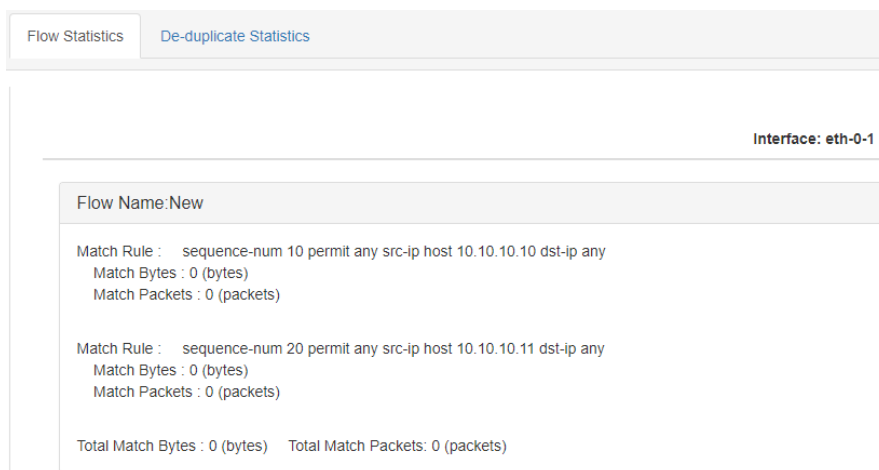 Flow Statistics De-duplicate Statistics
Interface: eth-0-1
Flow Name:New
Match Rule : sequence-num 10 permit any src-ip host 10.10.10.10 dst-ip any
Match Bytes : 0 (bytes)
Match Packets : 0 (packets)
Match Rule : sequence-num 20 permit any src-ip host 10.10.10.11 dst-ip any
Match Bytes : 0 (bytes)
Match Packets : 0 (packets)
Total Match Bytes : 0 (bytes) Total Match Packets: 0 (packets)